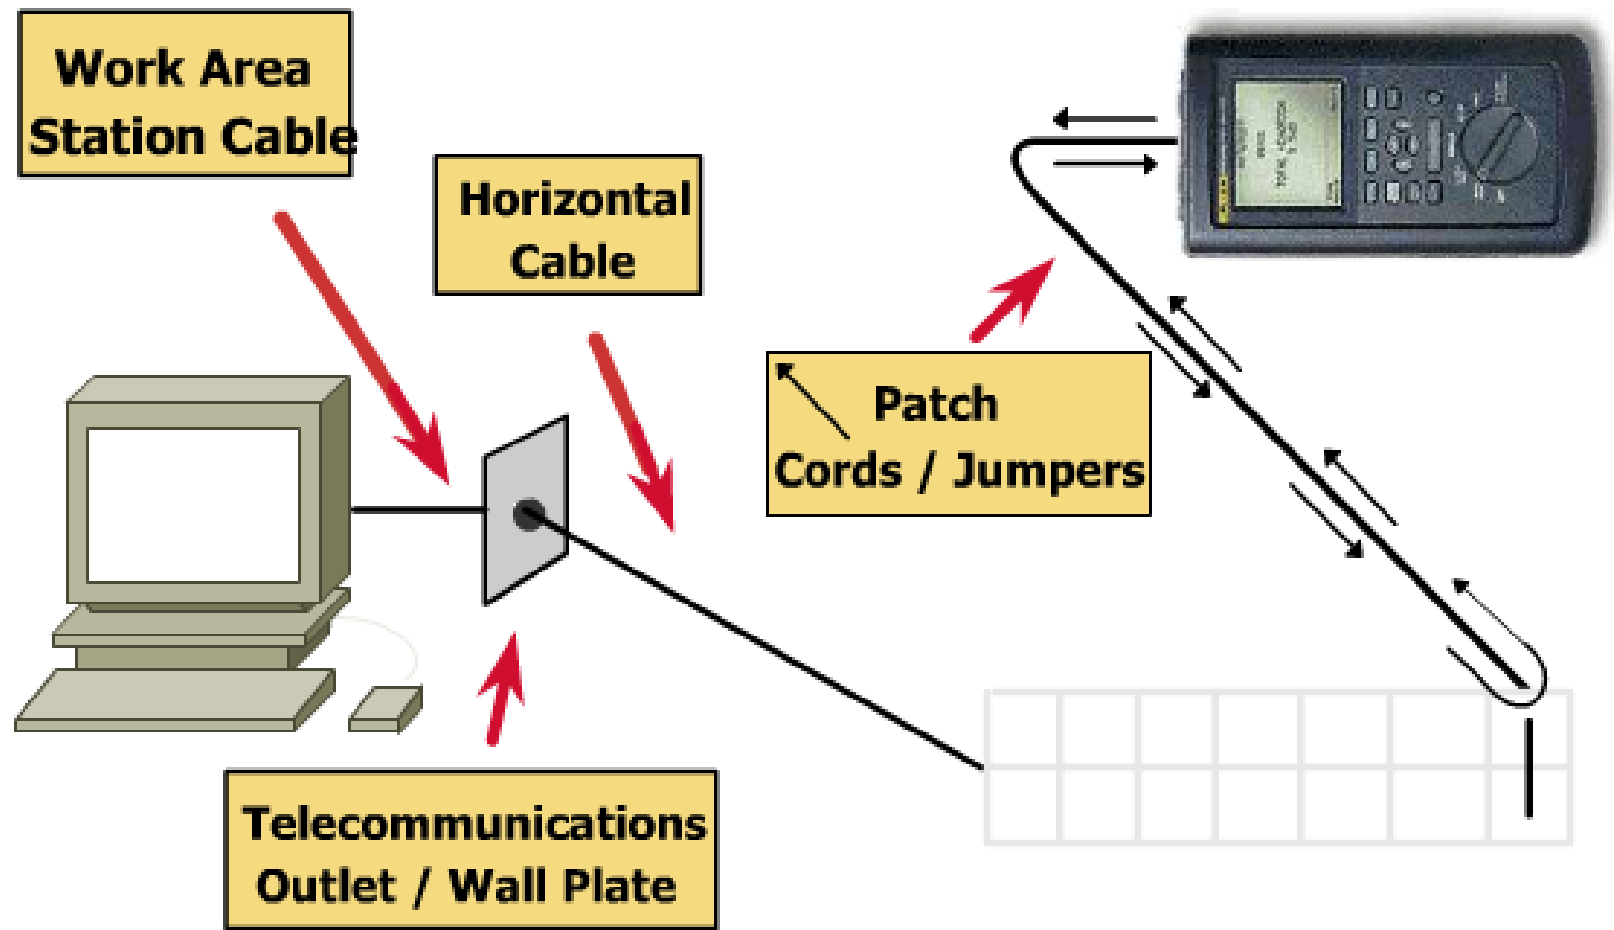 Work Area
Station Cable
Horizontal
Cable
Patch
Cords / Jumpers
Telecommunications
Outlet / Wall Plate